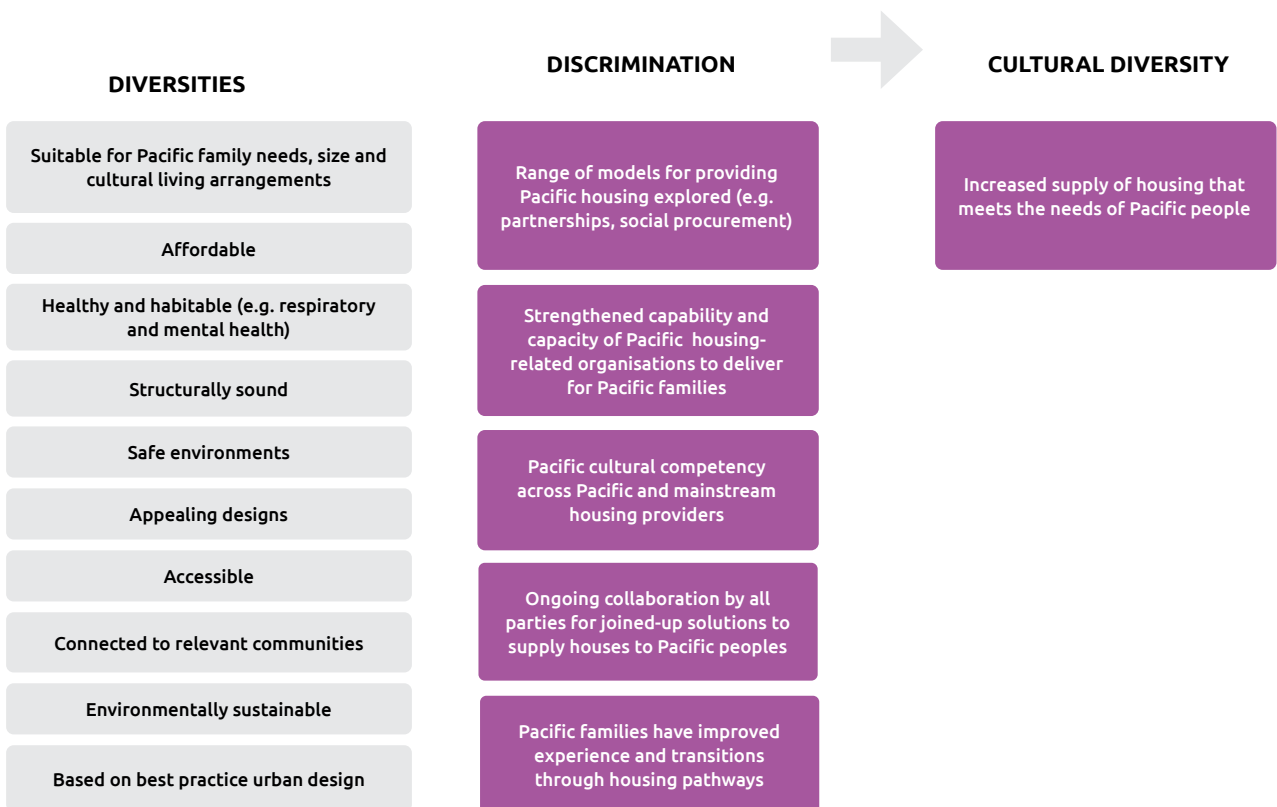 DIVERSITIES
Suitable for Pacific family needs, size and
cultural living arrangements
Affordable
Healthy and habitable (e.g. respiratory
and mental health)
Structurally sound
Safe environments
Appealing designs
Accessible
Connected to relevant communities
Environmentally sustainable
Based on best practice urban design
DISCRIMINATION
Range of models for providing
Pacific housing explored (e.g.
partnerships, social procurement)
Strengthened capability and
capacity of Pacific housing-
related organisations to deliver
for Pacific families
Pacific cultural competency
across Pacific and mainstream
housing providers
Ongoing collaboration by all
parties for joined-up solutions to
supply houses to Pacific peoples
Pacific families have improved
experience and transitions
through housing pathways
CULTURAL DIVERSITY
Increased supply of housing that
meets the needs of Pacific people